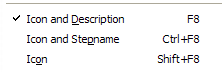 Icon and Description F8
Icon and Stepname Ctrl+F8
Icon Shift+F8